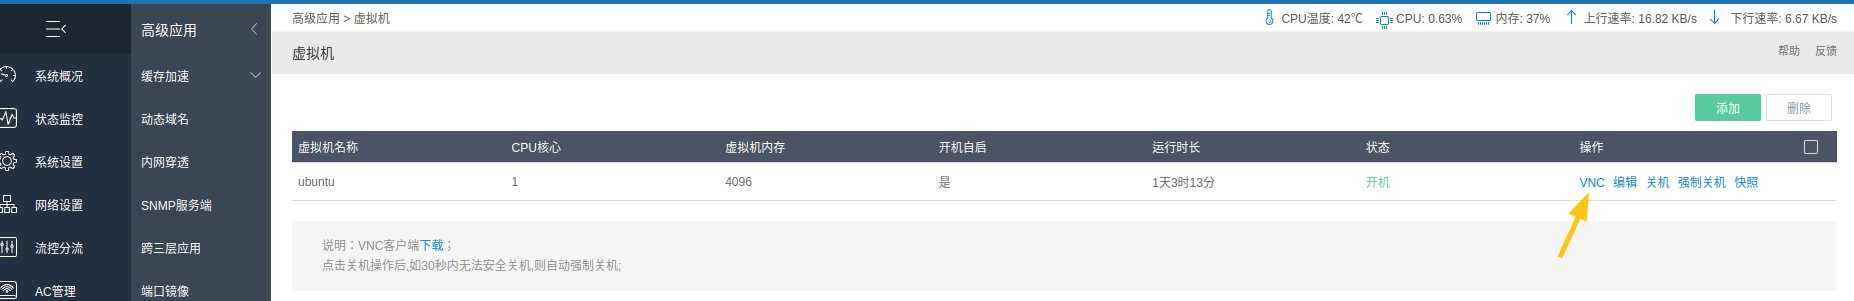 高级应用 > 虚拟机
CPU温度: 42℃ CPU: 0.63% 内存: 37% 上行速率: 16.82 KB/s 下行速率: 6.67 KB/s
高级应用
虚拟机
帮助 反馈
系统概况
状态监控
系统设置
网络设置
流控分流
AC管理
缓存加速
动态域名
内网穿透
SNMP服务端
跨三层应用
端口镜像
添加 删除
虚拟机名称 CPU核心 虚拟机内存 开机自启 运行时长 状态 操作
ubuntu 1 4096 是 1天3时13分 开机 VNC 编辑 关机 强制关机 快照
说明：VNC客户端下载；
点击关机操作后,如30秒内无法安全关机,则自动强制关机;